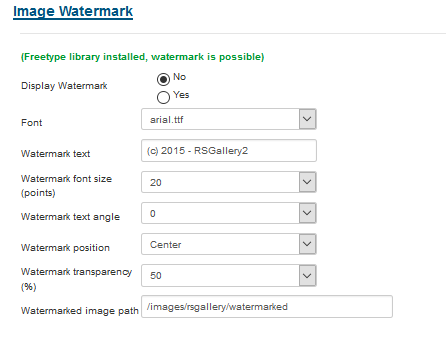 Image Watermark
(Freetype library installed, watermark is possible)
Display Watermark
No
Yes
Font
arial.ttf
Watermark text
(c) 2015 - RSGallery2
Watermark font size
(points)
20
Watermark text angle
0
Watermark position
Center
Watermark transparency
(%)
50
Watermarked image path
/images/rsgallery/watermarked